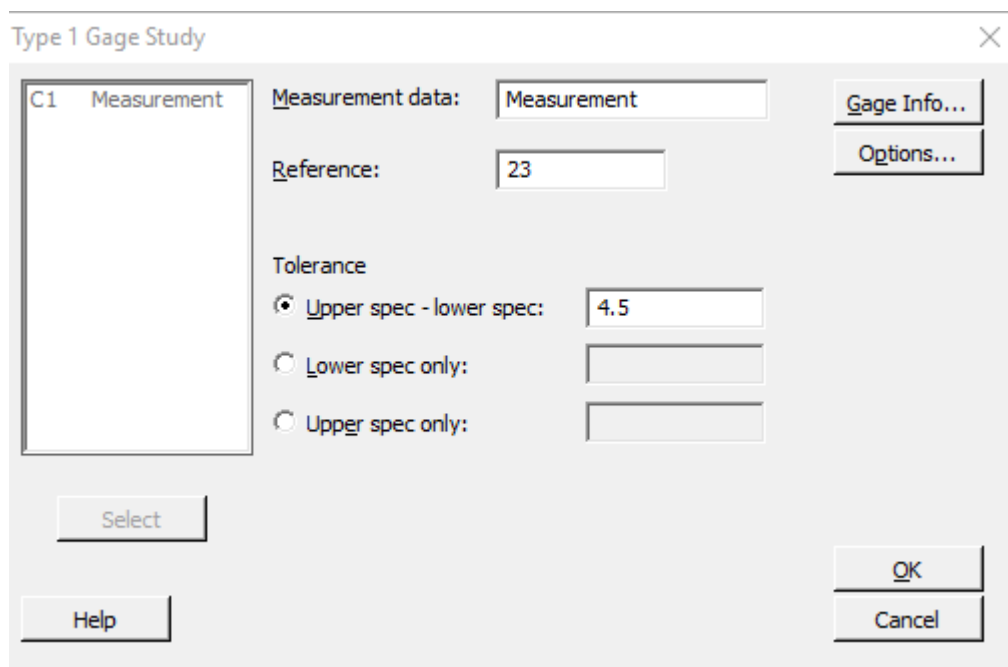 Type 1 Gage Study
C1 Measurement
Measurement data: Measurement
Gage Info...
Options...
Reference: 23
Tolerance
Upper spec - lower spec: 4.5
Lower spec only:
Upper spec only:
Select
OK
Help
Cancel